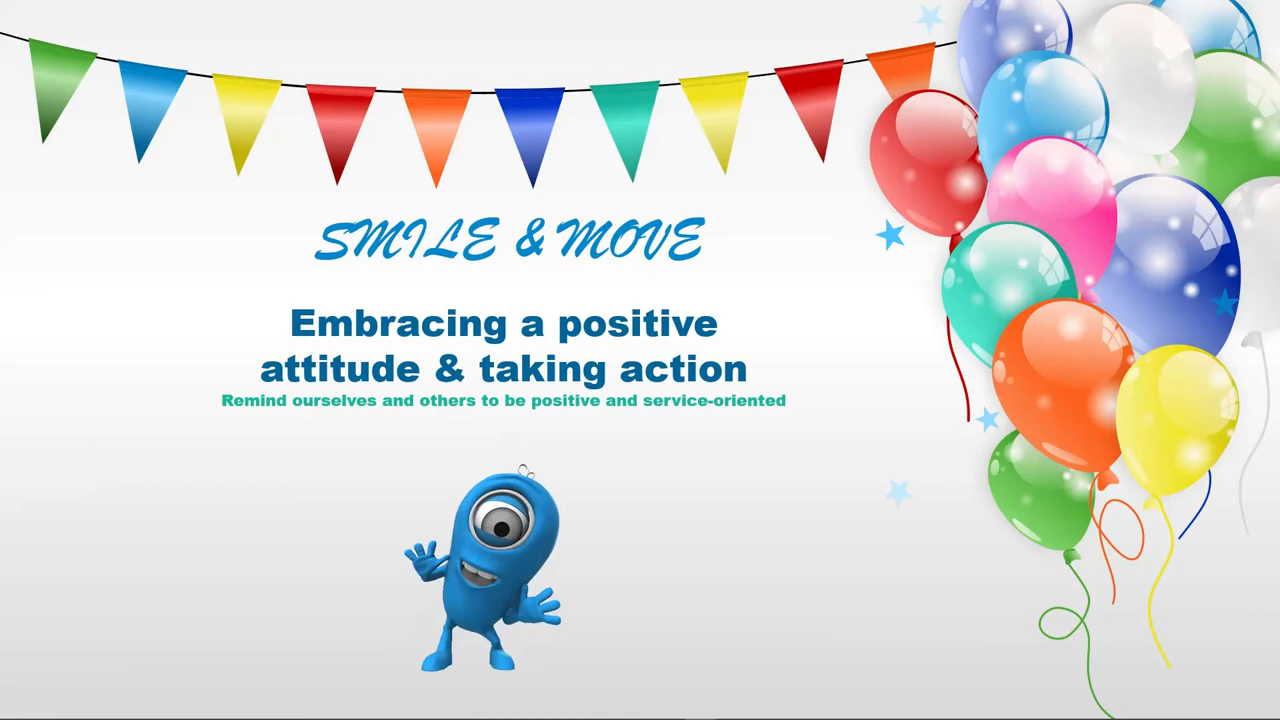 SMILE & MOVE
Embracing a positive
attitude & taking action
Remind ourselves and others to be positive and service-oriented